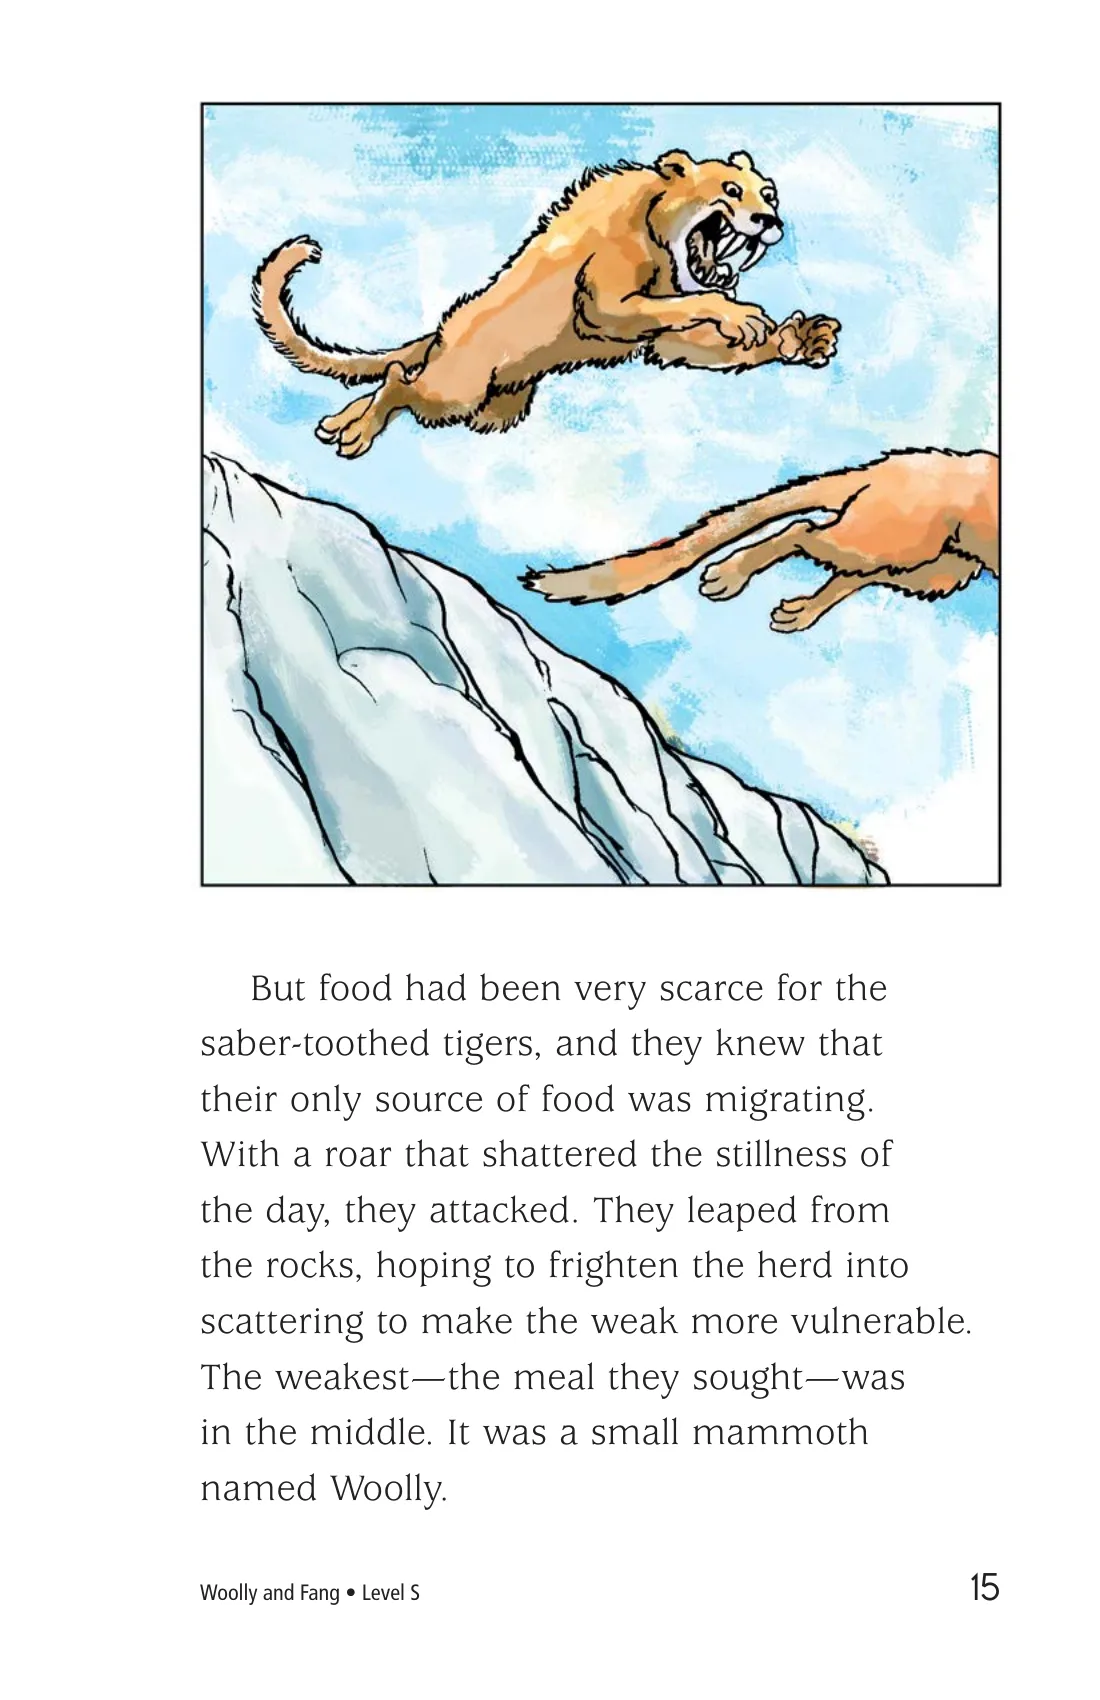 But food had been very scarce for the
saber-toothed tigers, and they knew that
their only source of food was migrating.
With a roar that shattered the stillness of
the day, they attacked. They leaped from
the rocks, hoping to frighten the herd into
scattering to make the weak more vulnerable.
The weakest—the meal they sought—was
in the middle. It was a small mammoth
named Woolly.
Woolly and Fang • Level S
15